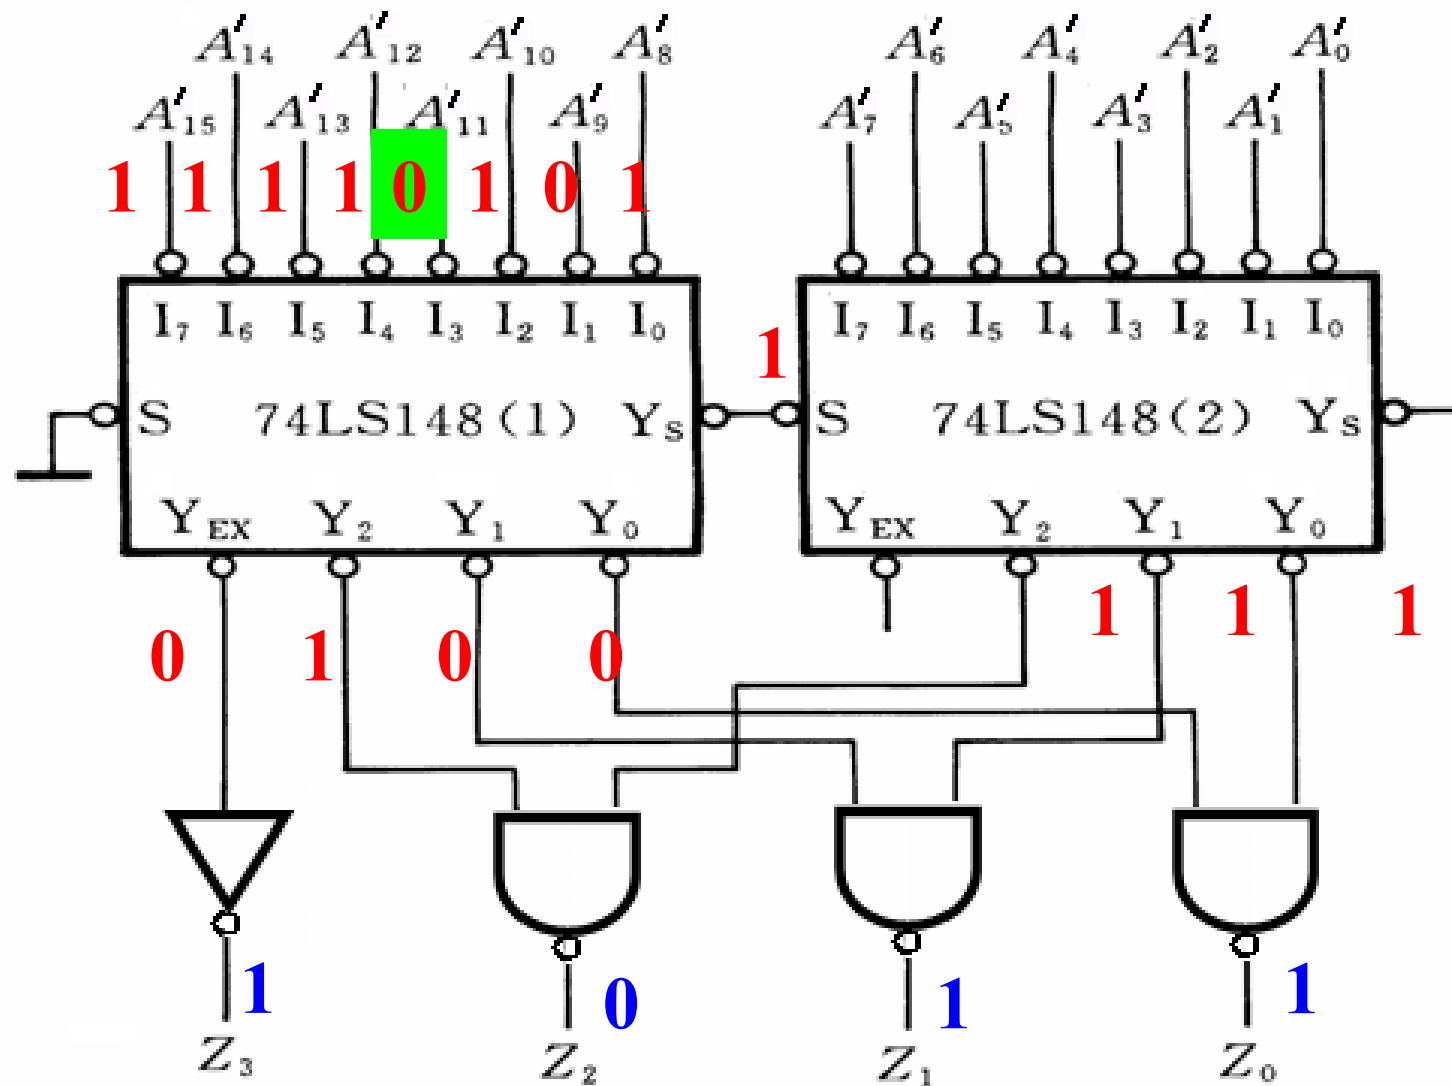 A′14 A′12 A′10 A′8 A′6 A′4 A′2 A′0
A′15 A′13 A′11 A′9 A′7 A′5 A′3 A′1
1 1 1 1 0 1 0 1
I7 I6 I5 I4 I3 I2 I1 I0 I7 I6 I5 I4 I3 I2 I1 I0
1
S 74LS148(1) YS S 74LS148(2) YS
YEX Y2 Y1 Y0 YEX Y2 Y1 Y0
1 1 1
0 1 0 0
1 0 1 1
Z3 Z2 Z1 Z0